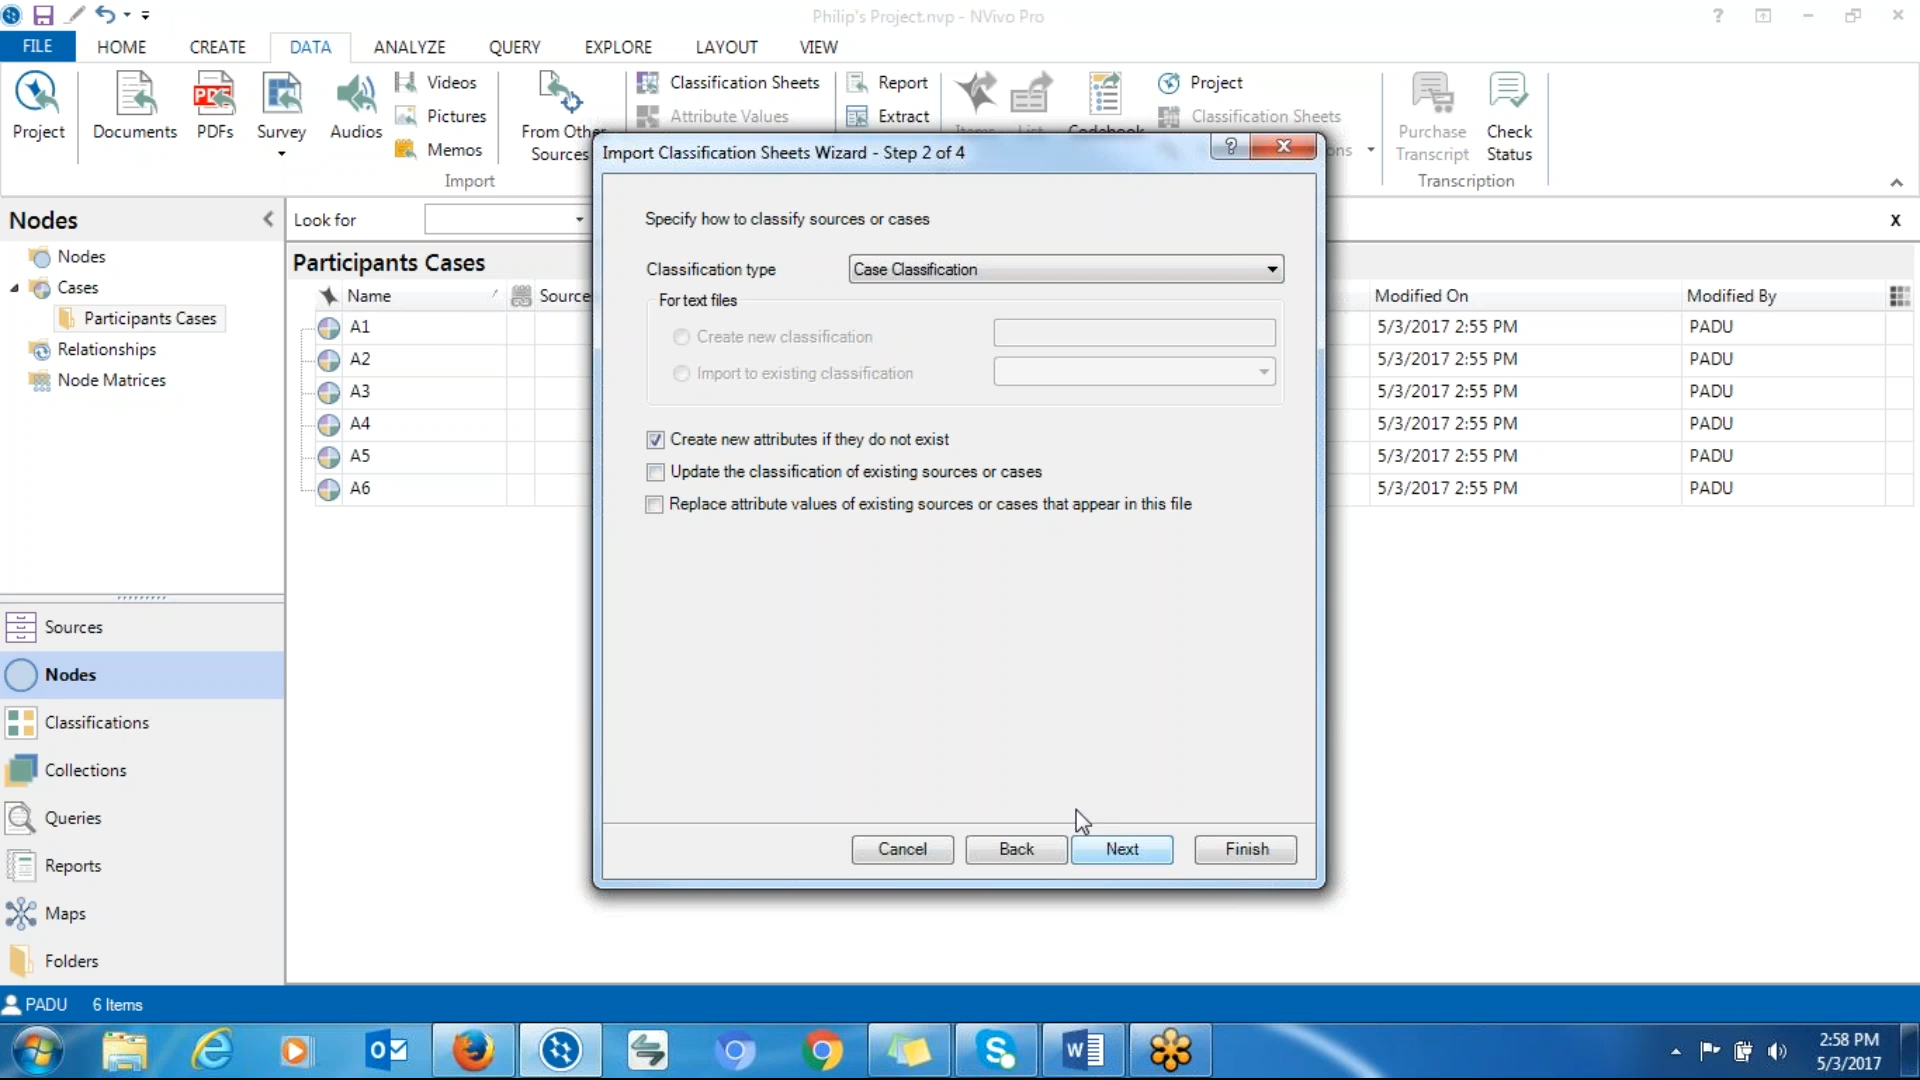 Philip's Project.nvp - NVivo Pro
FILE HOME CREATE DATA ANALYZE QUERY EXPLORE LAYOUT VIEW
Project
Documents
PDFs
Survey
Audios
Videos
Pictures
Memos
Import
From Other
Sources
Classification Sheets
Attribute Values
Report
Extract
Items
List
Codebook
Project
Classification Sheets
Purchase
Transcript
Check
Status
Transcription
Nodes
Nodes
Cases
Participants Cases
Relationships
Node Matrices
Sources
Nodes
Classifications
Collections
Queries
Reports
Maps
Folders
Look for
X
Participants Cases
Name Source Modified On Modified By
A1 5/3/2017 2:55 PM PADU
A2 5/3/2017 2:55 PM PADU
A3 5/3/2017 2:55 PM PADU
A4 5/3/2017 2:55 PM PADU
A5 5/3/2017 2:55 PM PADU
A6 5/3/2017 2:55 PM PADU
Import Classification Sheets Wizard - Step 2 of 4
Specify how to classify sources or cases
Classification type Case Classification
For text files
Create new classification
Import to existing classification
Create new attributes if they do not exist
Update the classification of existing sources or cases
Replace attribute values of existing sources or cases that appear in this file
Cancel Back Next Finish
PADU 6 Items
2:58 PM
5/3/2017